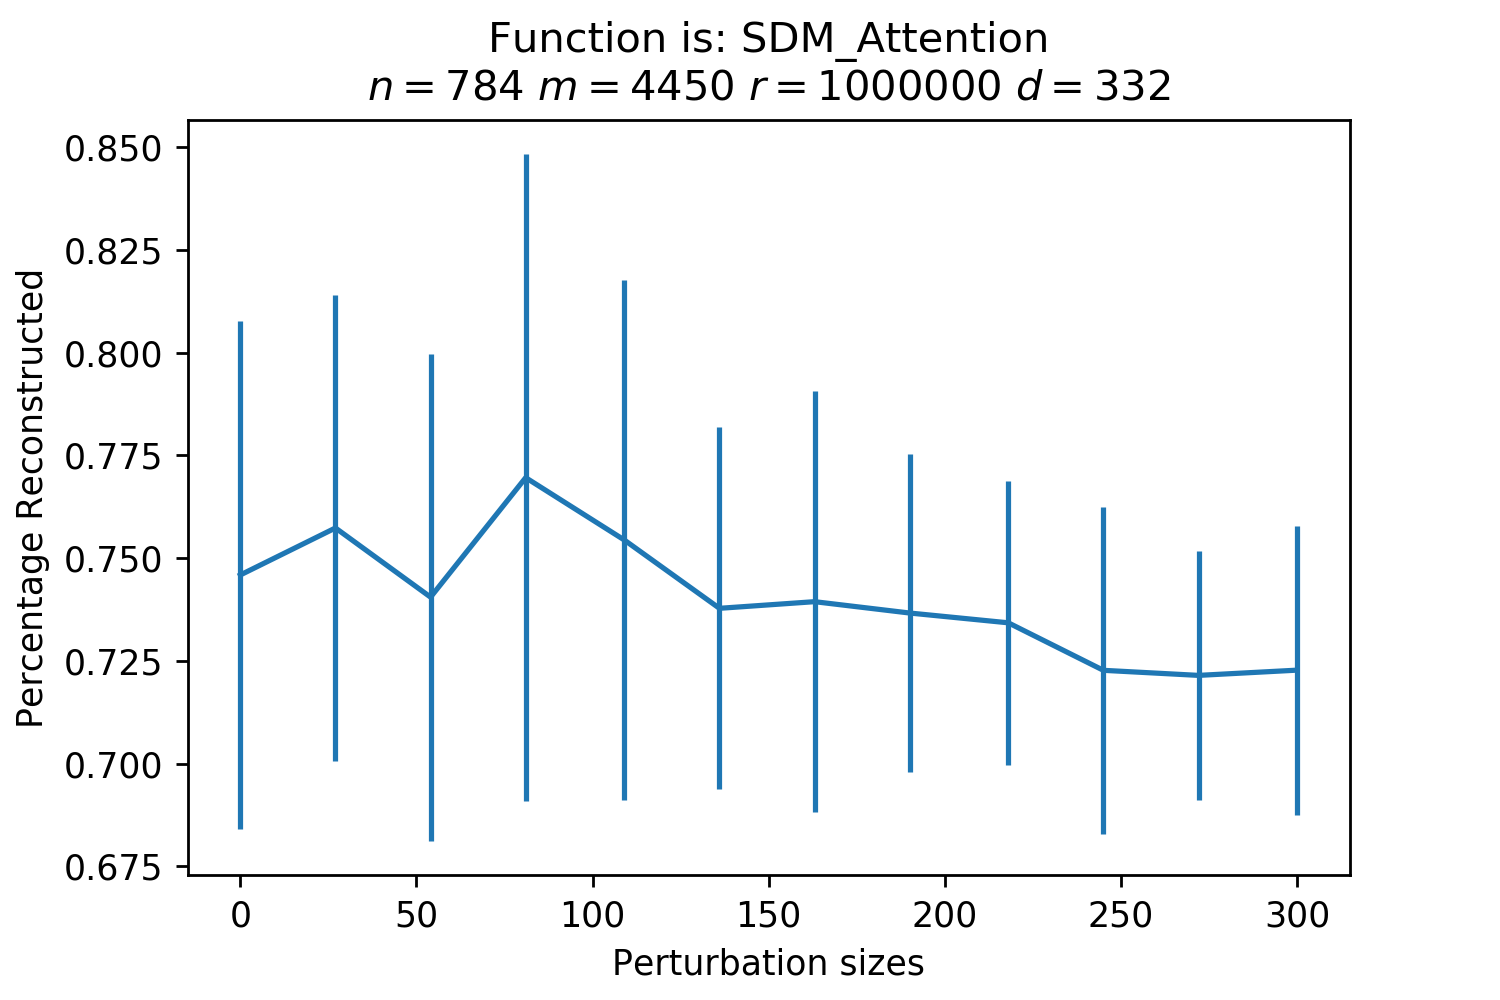 Function is: SDM_Attention
n = 784 m = 4450 r = 1000000 d = 332
Percentage Reconstructed
0.850
0.825
0.800
0.775
0.750
0.725
0.700
0.675
0 50 100 150 200 250 300
Perturbation sizes